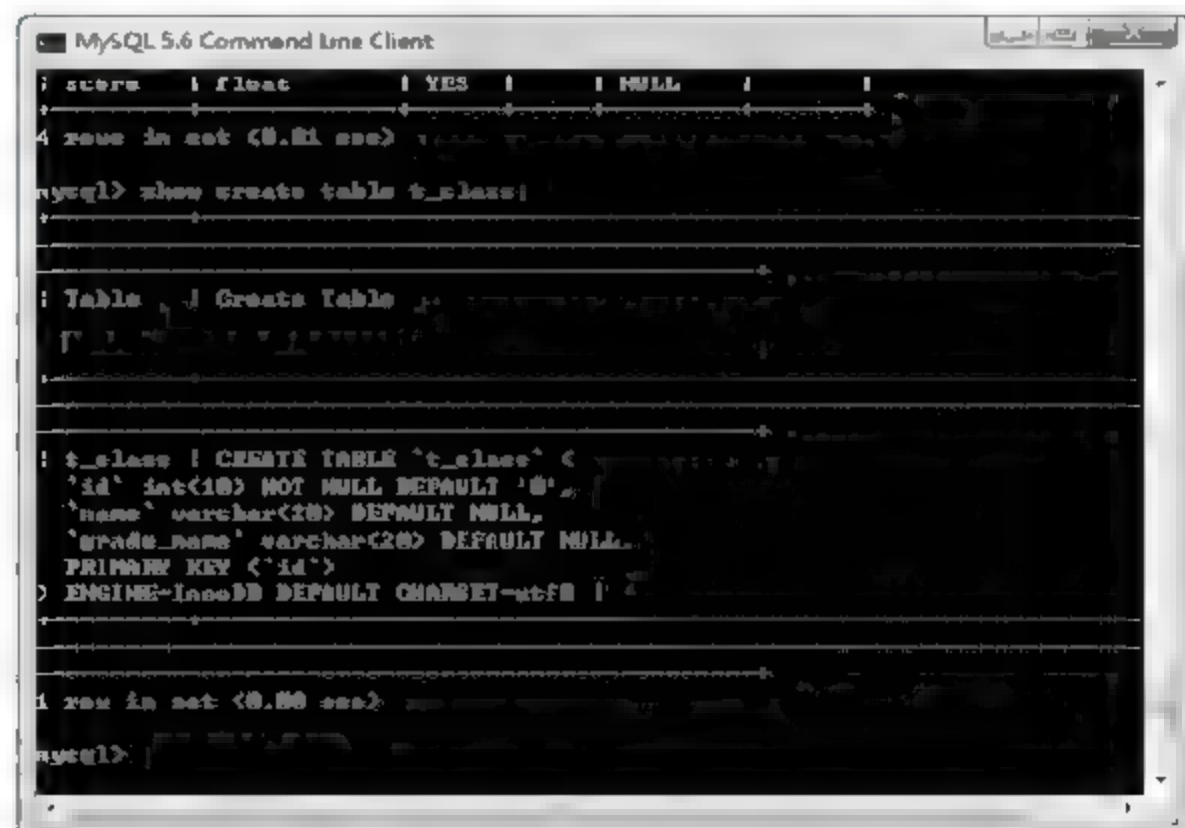 MySQL 5.6 Command Line Client
| score | float | YES | | NULL | |
4 rows in set (0.01 sec)
mysql> show create table t_class;
| Table | Create Table
| t_class | CREATE TABLE `t_class` (
`id` int(10) NOT NULL DEFAULT '0',
`name` varchar(20) DEFAULT NULL,
`grade_name` varchar(20) DEFAULT NULL,
PRIMARY KEY (`id`)
) ENGINE=InnoDB DEFAULT CHARSET=utf8 |
1 row in set (0.00 sec)
mysql>